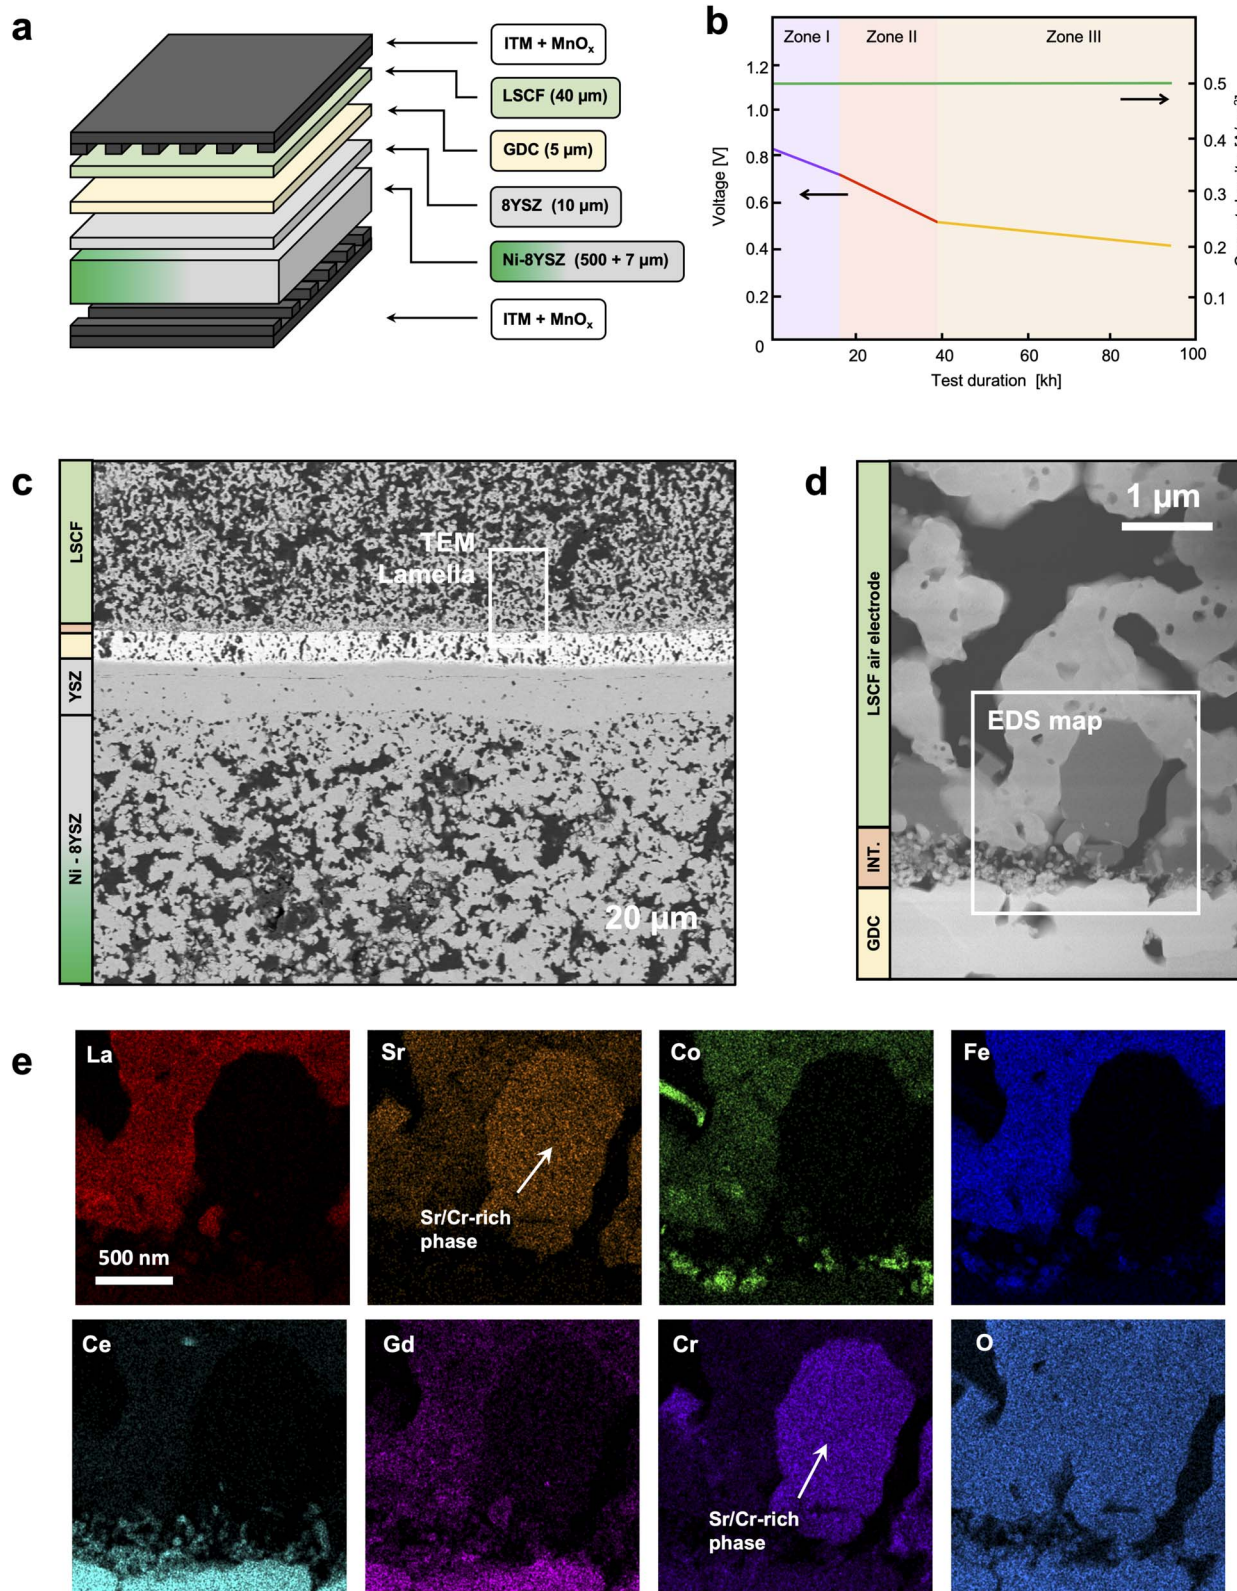 a
ITM + MnOₓ
LSCF (40 µm)
GDC (5 µm)
8YSZ (10 µm)
Ni-8YSZ (500 + 7 µm)
ITM + MnOₓ
b
Zone I
Zone II
Zone III
Voltage [V]
1.2
1.0
0.8
0.6
0.4
0.2
0
0.5
0.4
0.3
0.2
0.1
20
40
60
80
100
Test duration [kh]
c
LSCF
YSZ
Ni - 8YSZ
TEM
Lamella
20 µm
d
LSCF air electrode
INT.
GDC
1 µm
EDS map
e
La
500 nm
Sr
Sr/Cr-rich
phase
Co
Fe
Ce
Gd
Cr
Sr/Cr-rich
phase
O